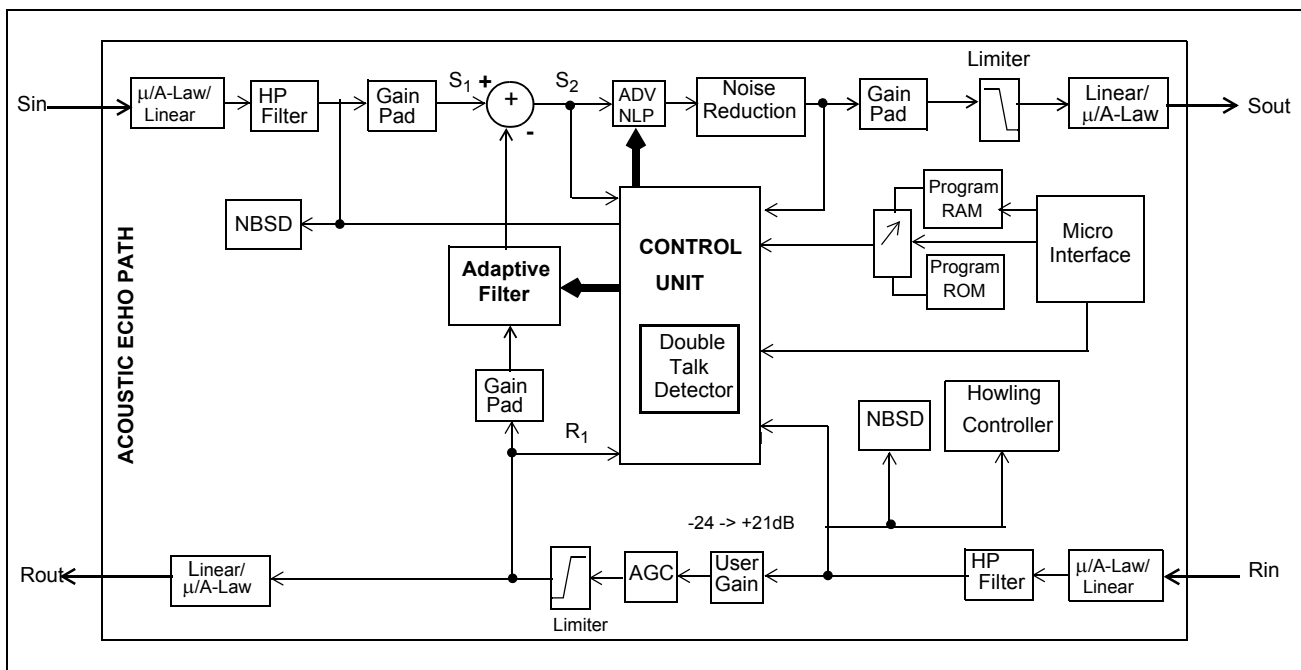 Limiter
Sin
μ/A-Law/
Linear
HP
Filter
Gain
Pad
S1
+
+
-
S2
ADV
NLP
Noise
Reduction
Gain
Pad
Linear/
μ/A-Law
Sout
NBSD
ACOUSTIC ECHO PATH
Adaptive
Filter
CONTROL
UNIT
Double
Talk
Detector
Program
RAM
Program
ROM
Micro
Interface
Gain
Pad
R1
NBSD
Howling
Controller
-24 -> +21dB
Rout
Linear/
μ/A-Law
Limiter
AGC
User
Gain
HP
Filter
μ/A-Law/
Linear
Rin